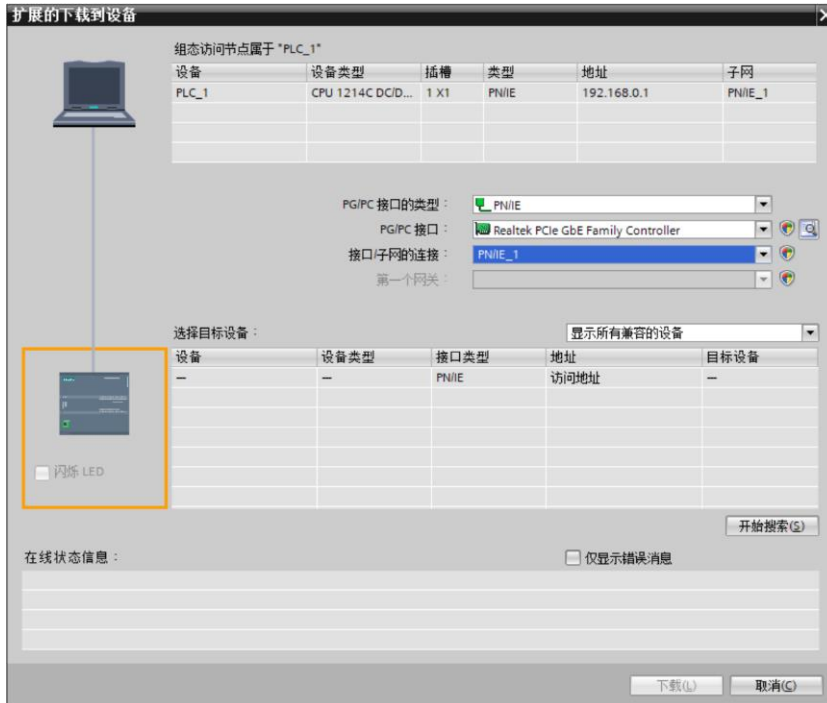 扩展的下载到设备
组态访问节点属于 "PLC_1"
设备 设备类型 插槽 类型 地址 子网
PLC_1 CPU 1214C DC/D... 1 X1 PN/IE 192.168.0.1 PN/IE_1
PG/PC 接口的类型： PN/IE
PG/PC 接口： Realtek PCIe GbE Family Controller
接口/子网的连接： PN/IE_1
第一个网关：
选择目标设备： 显示所有兼容的设备
设备 设备类型 接口类型 地址 目标设备
— — PN/IE 访问地址 —
闪烁 LED
开始搜索(S)
在线状态信息： 仅显示错误消息
下载(L) 取消(C)